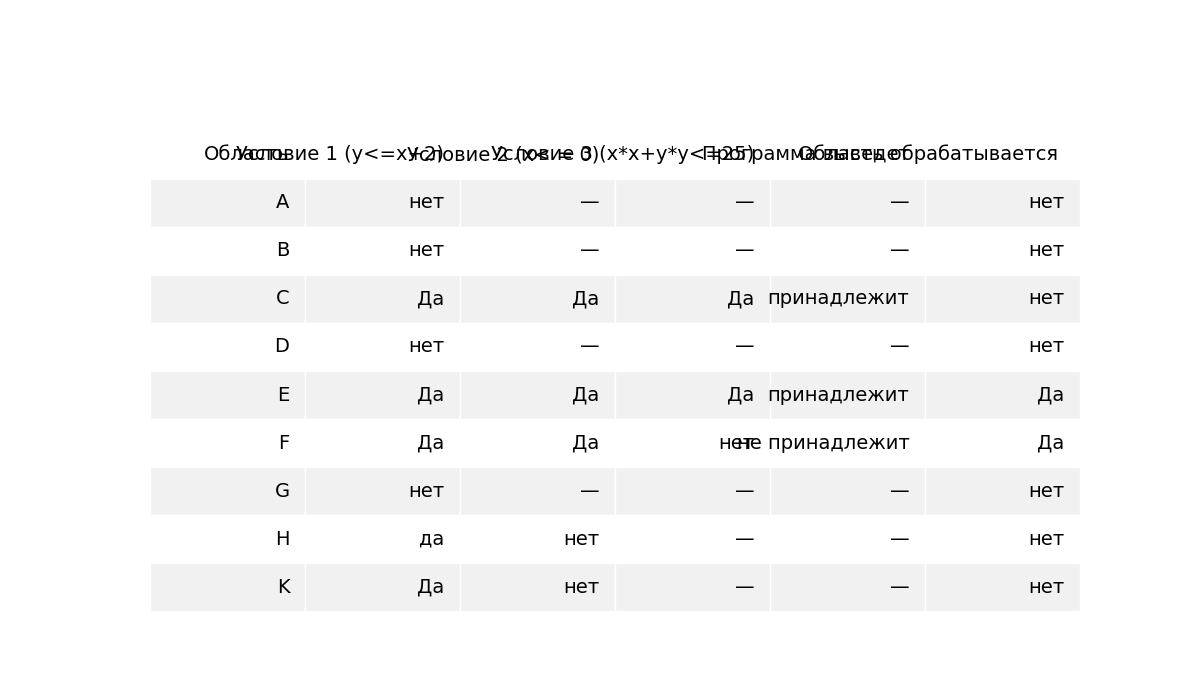 Область Условие 1 (y<=x+2) Условие 2 (x<= 0) Условие 3 (x*x+y*y<=25) Программа выведет Область обрабатывается
A нет — — — нет
B нет — — — нет
C Да Да Да принадлежит нет
D нет — — — нет
E Да Да Да принадлежит Да
F Да Да нет не принадлежит Да
G нет — — — нет
H да нет — — нет
K Да нет — — нет